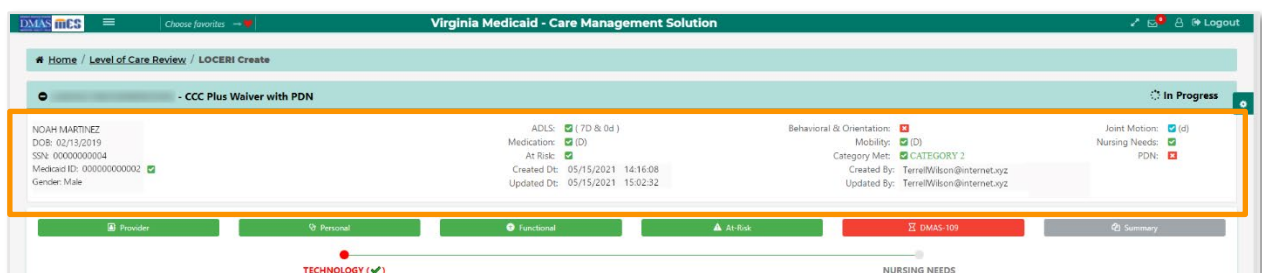 DMAS mcs Choose favorites → Virginia Medicaid - Care Management Solution 8 Logout
Home / Level of Care Review / LOCERI Create
- CCC Plus Waiver with PDN In Progress
NOAH MARTINEZ
DOB: 02/13/2019
SSN: 00000000004
Medicaid ID: 000000000002
Gender: Male
ADLS: ( 7D & 0d )
Medication: (D)
At Risk:
Created Dt: 05/15/2021 14:16:08
Updated Dt: 05/15/2021 15:02:32
Behavioral & Orientation:
Mobility: (D)
Category Met: CATEGORY 2
Created By: TerrellWilson@internet.xyz
Updated By: TerrellWilson@internet.xyz
Joint Motion: (d)
Nursing Needs:
PDN:
Provider Personal Functional At-Risk DMAS-109 Summary
TECHNOLOGY (✔) NURSING NEEDS